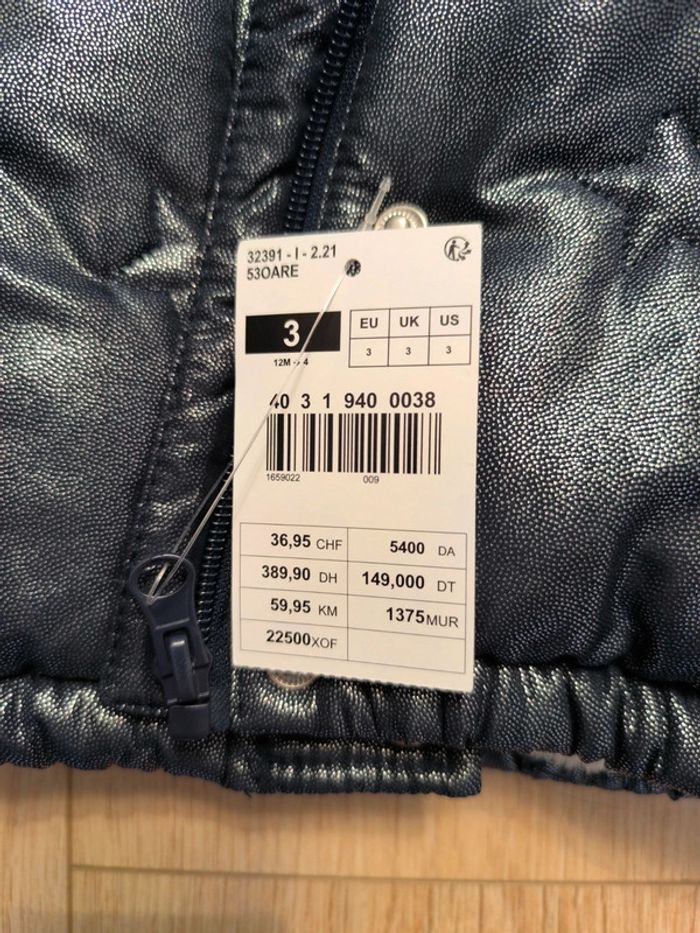 32391 - I - 2.21
53OARE
3
12M → 4
EU UK US
3 3 3
40 3 1 940 0038
1659022 009
36,95 CHF 5400 DA
389,90 DH 149,000 DT
59,95 KM 1375 MUR
22500 XOF